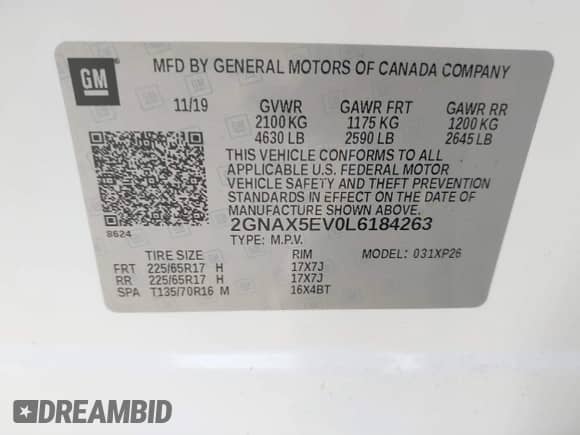 GM
MFD BY GENERAL MOTORS OF CANADA COMPANY
11/19 GVWR GAWR FRT GAWR RR
2100 KG 1175 KG 1200 KG
4630 LB 2590 LB 2645 LB
THIS VEHICLE CONFORMS TO ALL
APPLICABLE U.S. FEDERAL MOTOR
VEHICLE SAFETY AND THEFT PREVENTION
STANDARDS IN EFFECT ON THE DATE OF
MANUFACTURE SHOWN ABOVE.
8624 2GNAX5EV0L6184263
TYPE: M.P.V. MODEL: 031XP26
TIRE SIZE RIM
FRT 225/65R17 H 17X7J
RR 225/65R17 H 17X7J
SPA T135/70R16 M 16X4BT
DREAMBID